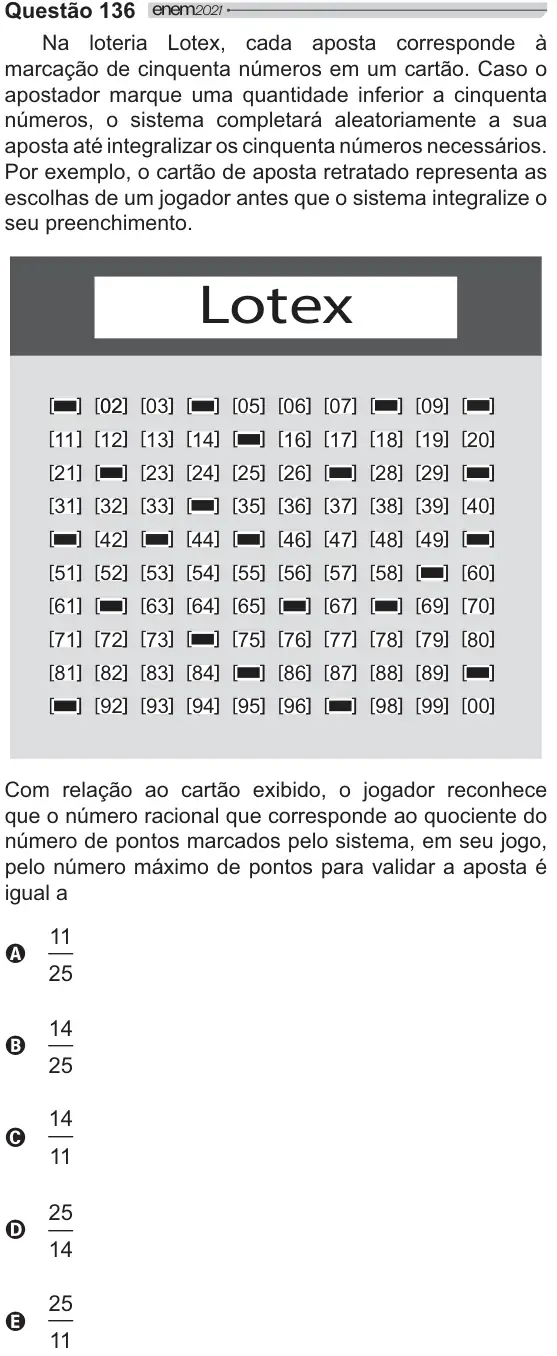 Questão 136 enem2021
Na loteria Lotex, cada aposta corresponde à
marcação de cinquenta números em um cartão. Caso o
apostador marque uma quantidade inferior a cinquenta
números, o sistema completará aleatoriamente a sua
aposta até integralizar os cinquenta números necessários.
Por exemplo, o cartão de aposta retratado representa as
escolhas de um jogador antes que o sistema integralize o
seu preenchimento.
Lotex
[▬] [02] [03] [▬] [05] [06] [07] [▬] [09] [▬]
[11] [12] [13] [14] [▬] [16] [17] [18] [19] [20]
[21] [▬] [23] [24] [25] [26] [▬] [28] [29] [▬]
[31] [32] [33] [▬] [35] [36] [37] [38] [39] [40]
[▬] [42] [▬] [44] [▬] [46] [47] [48] [49] [▬]
[51] [52] [53] [54] [55] [56] [57] [58] [▬] [60]
[61] [▬] [63] [64] [65] [▬] [67] [▬] [69] [70]
[71] [72] [73] [▬] [75] [76] [77] [78] [79] [80]
[81] [82] [83] [84] [▬] [86] [87] [88] [89] [▬]
[▬] [92] [93] [94] [95] [96] [▬] [98] [99] [00]
Com relação ao cartão exibido, o jogador reconhece
que o número racional que corresponde ao quociente do
número de pontos marcados pelo sistema, em seu jogo,
pelo número máximo de pontos para validar a aposta é
igual a
A 11/25
B 14/25
C 14/11
D 25/14
E 25/11